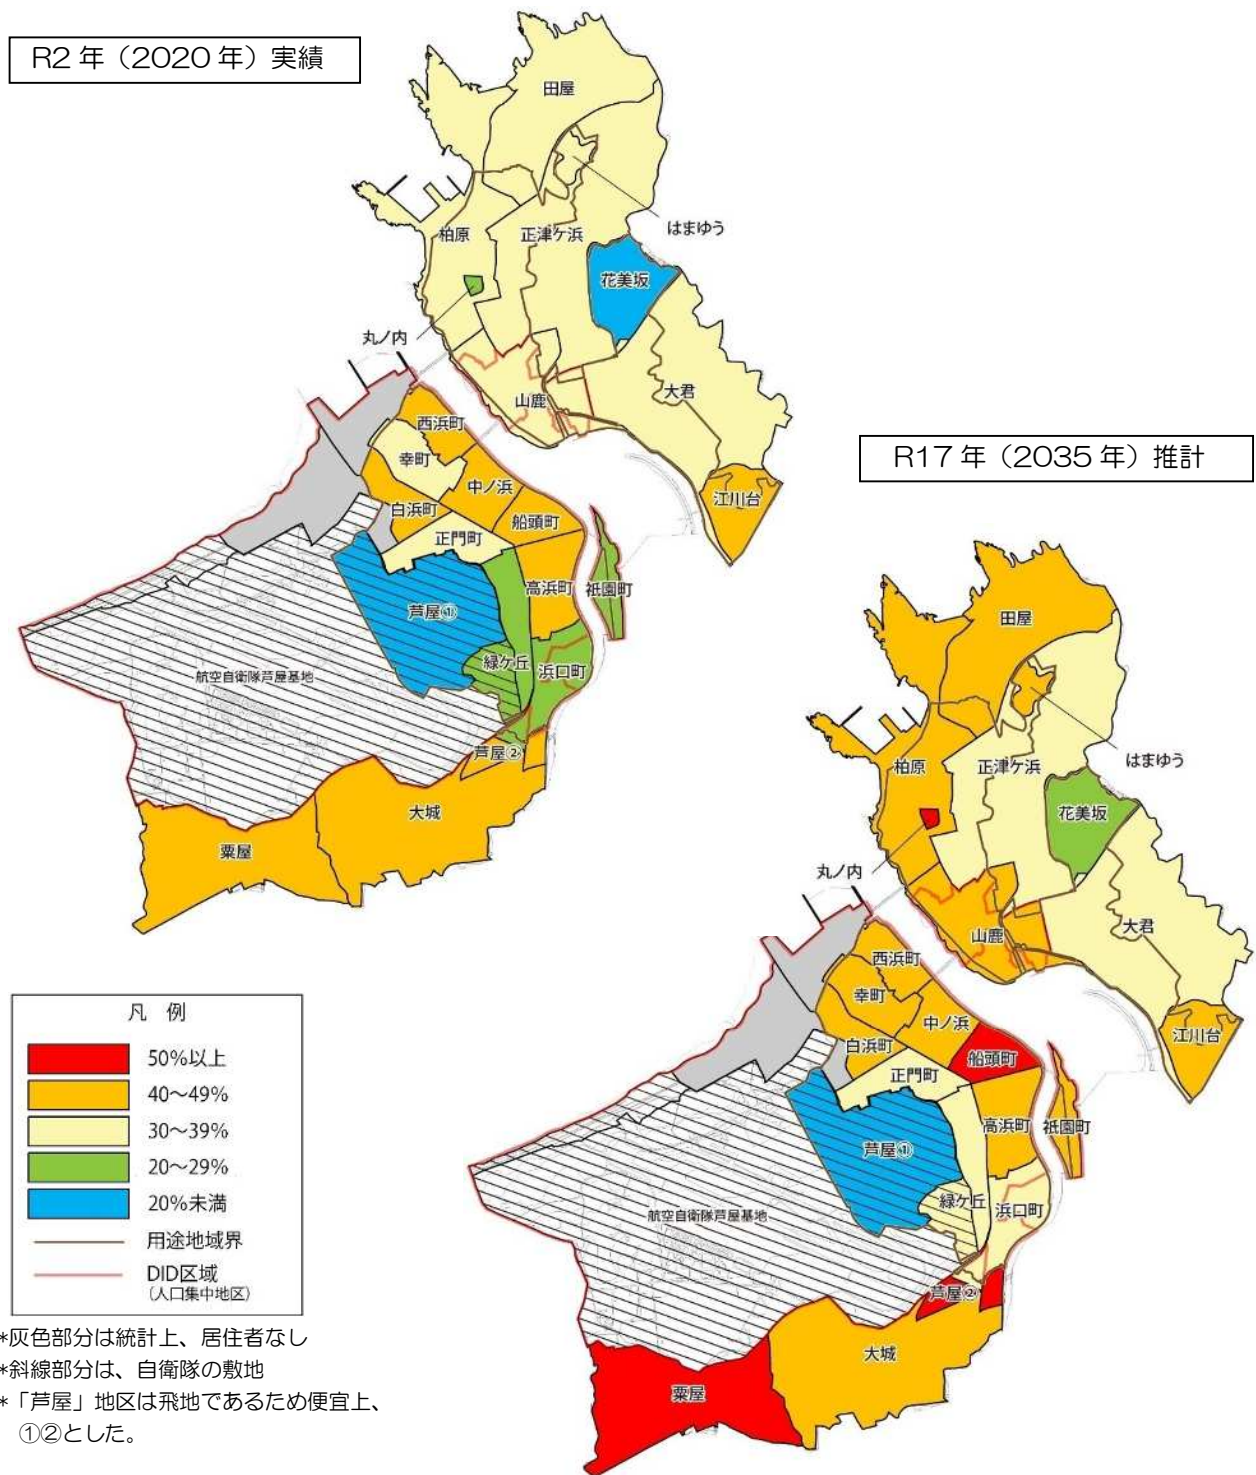 R2 年（2020 年）実績
田屋
はまゆう
柏原
正津ケ浜
花美坂
丸ノ内
大君
山鹿
西浜町
幸町
中ノ浜
江川台
白浜町
船頭町
正門町
高浜町
祇園町
芦屋①
緑ケ丘
浜口町
航空自衛隊芦屋基地
芦屋②
大城
粟屋
R17 年（2035 年）推計
田屋
はまゆう
柏原
正津ケ浜
花美坂
丸ノ内
大君
山鹿
西浜町
幸町
中ノ浜
江川台
白浜町
船頭町
正門町
高浜町
祇園町
芦屋①
緑ケ丘
浜口町
航空自衛隊芦屋基地
芦屋②
大城
粟屋
凡 例
50%以上
40～49%
30～39%
20～29%
20%未満
用途地域界
DID区域
(人口集中地区)
*灰色部分は統計上、居住者なし
*斜線部分は、自衛隊の敷地
*「芦屋」地区は飛地であるため便宜上、
①②とした。